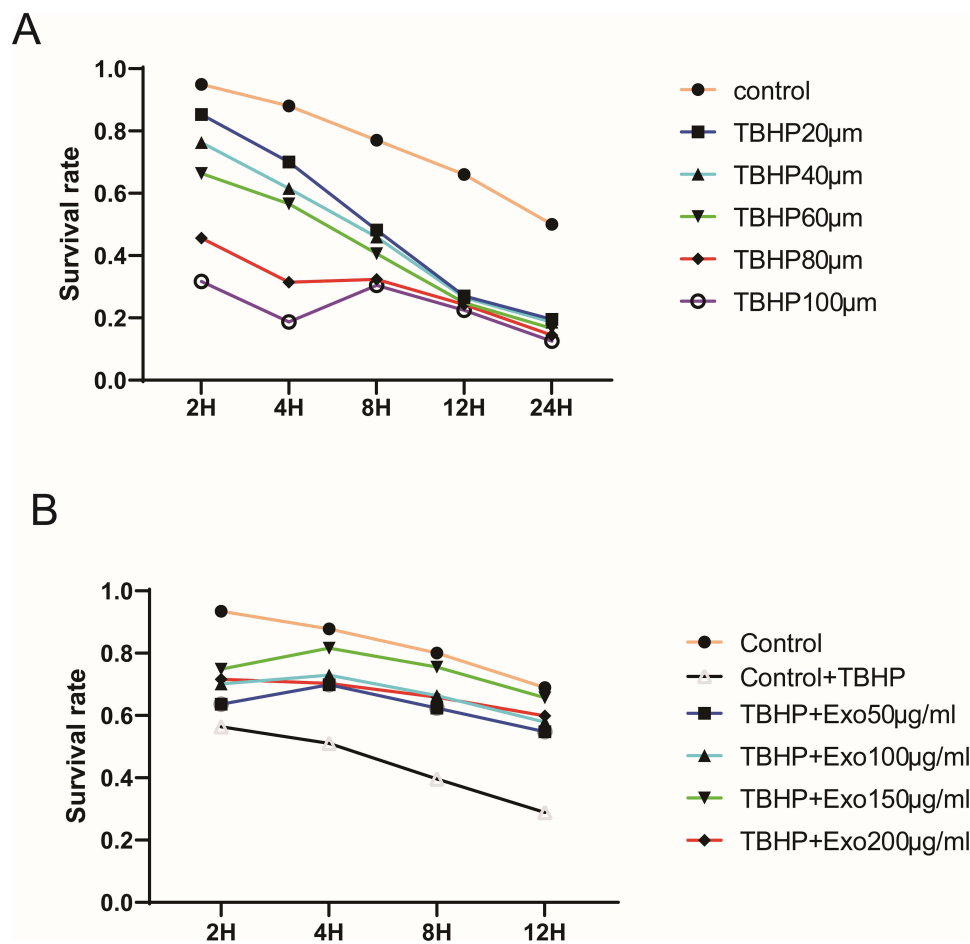 A
1.0
0.8
0.6
0.4
0.2
0.0
Survival rate
2H 4H 8H 12H 24H
control
TBHP20μm
TBHP40μm
TBHP60μm
TBHP80μm
TBHP100μm
B
1.0
0.8
0.6
0.4
0.2
0.0
Survival rate
2H 4H 8H 12H
Control
Control+TBHP
TBHP+Exo50μg/ml
TBHP+Exo100μg/ml
TBHP+Exo150μg/ml
TBHP+Exo200μg/ml